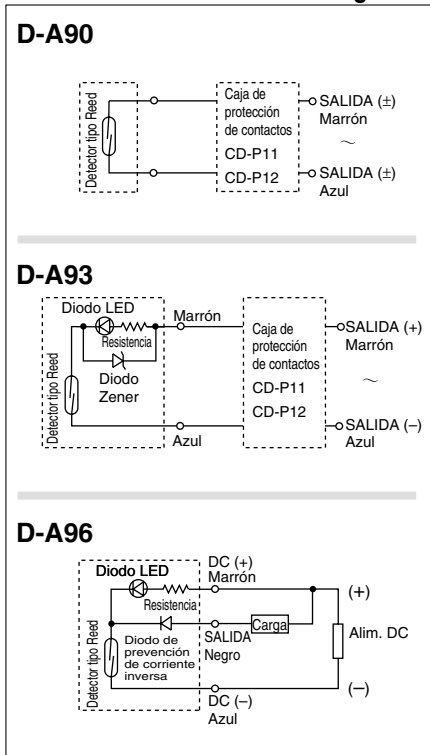 D-A90
Detector tipo Reed
Caja de
protección
de contactos
CD-P11
CD-P12
SALIDA (±)
Marrón
~
SALIDA (±)
Azul
D-A93
Detector tipo Reed
Diodo LED
Resistencia
Diodo
Zener
Marrón
Azul
Caja de
protección
de contactos
CD-P11
CD-P12
SALIDA (+)
Marrón
~
SALIDA (–)
Azul
D-A96
Detector tipo Reed
Diodo LED
Resistencia
Diodo de
prevención
de corriente
inversa
DC (+)
Marrón
SALIDA
Negro
Carga
DC (–)
Azul
(+)
Alim. DC
(–)